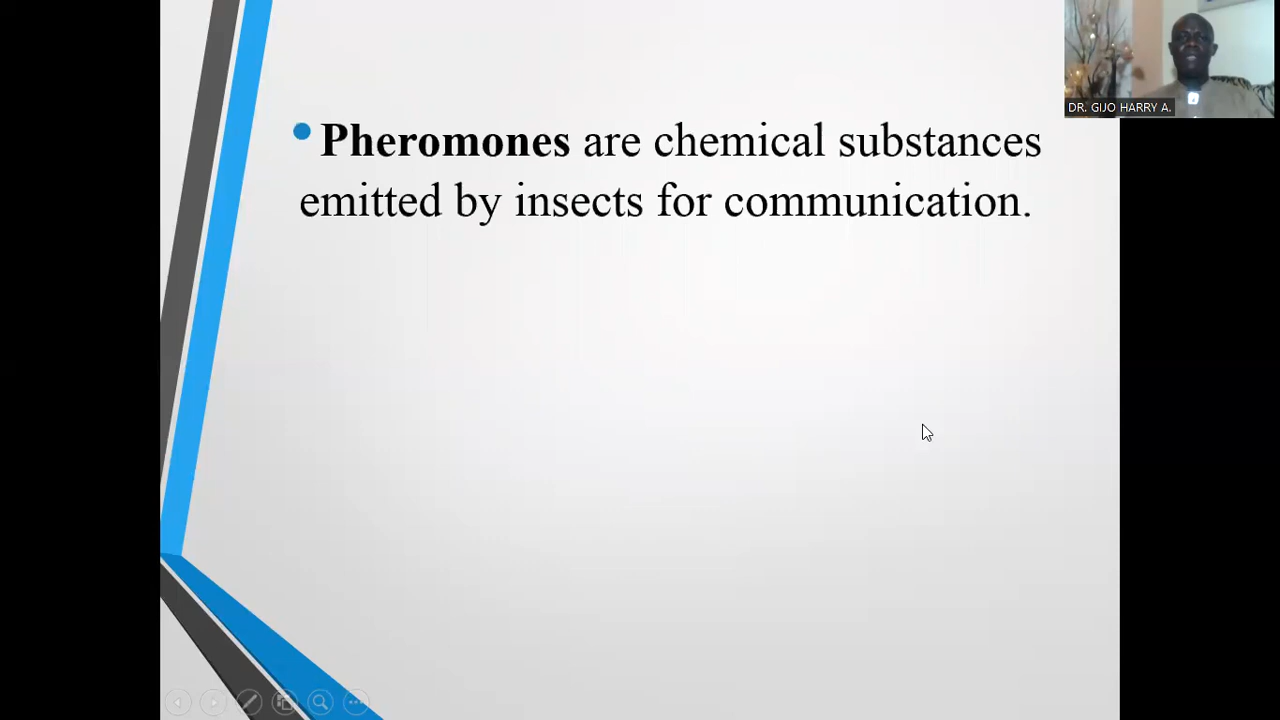 DR. GIJO HARRY A.
Pheromones are chemical substances
emitted by insects for communication.